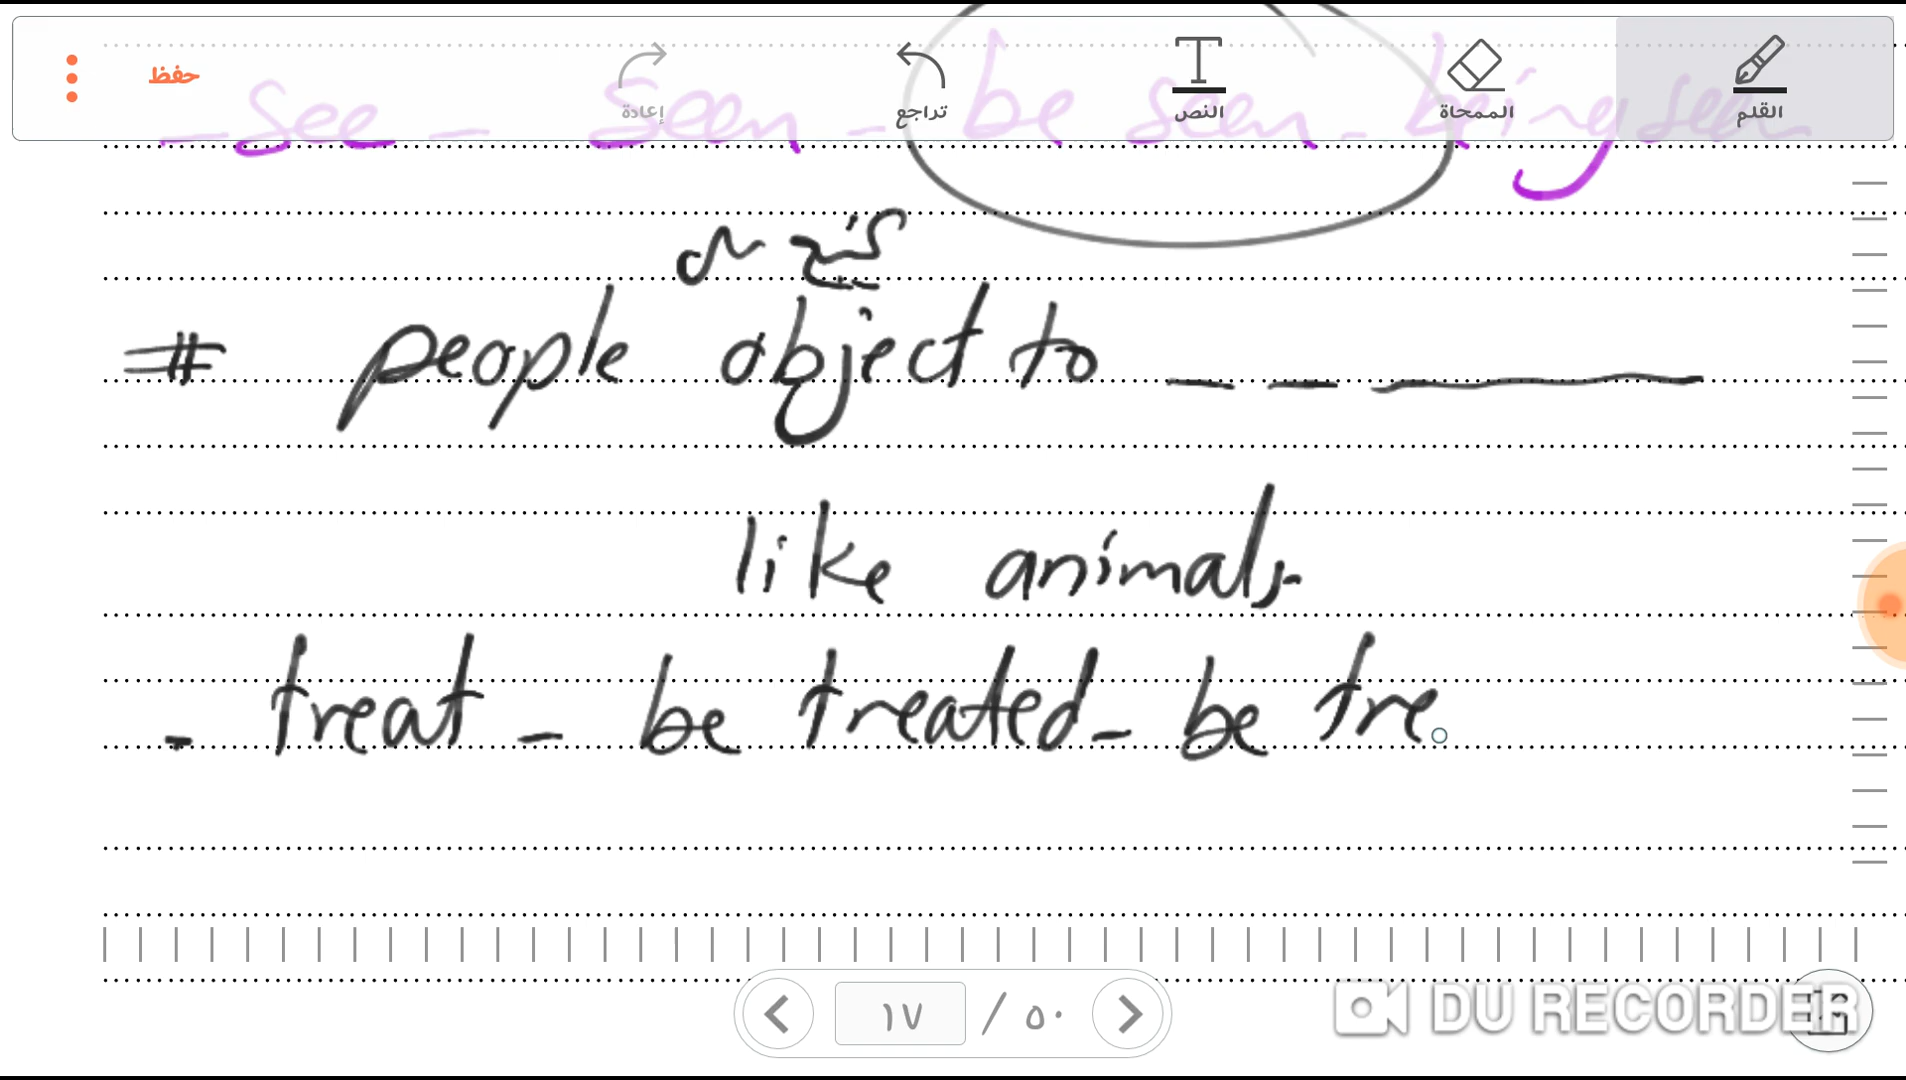 حفظ إعادة تراجع النص الممحاة القلم
- see - seen - be seen - being seen
# people object to _ _ ____
like animals.
- treat - be treated - be tre
١٧ / ٥٠
DU RECORDER